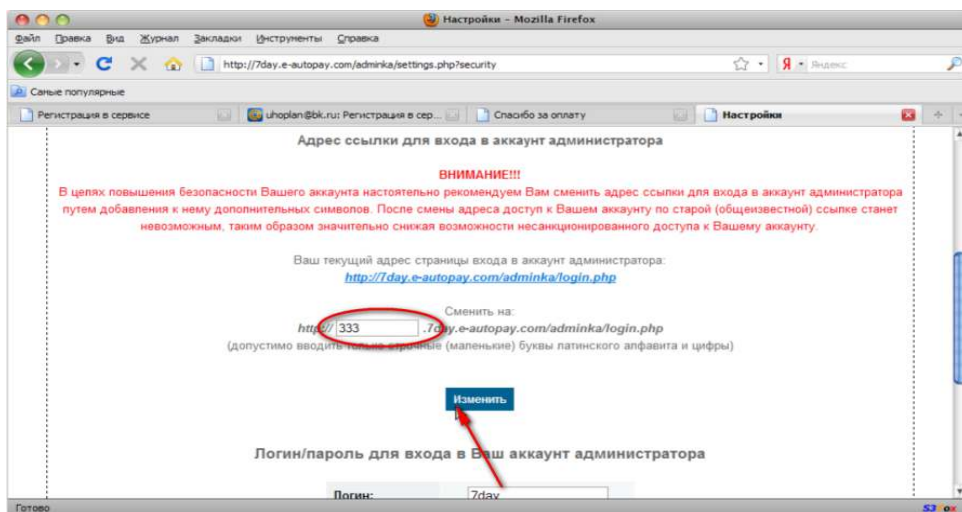 Настройки - Mozilla Firefox
Файл Правка Вид Журнал Закладки Инструменты Справка
http://7day.e-autopay.com/adminka/settings.php?security Яндекс
Самые популярные
Регистрация в сервисе uhoplan@bk.ru: Регистрация в сер... Спасибо за оплату Настройки
Адрес ссылки для входа в аккаунт администратора
ВНИМАНИЕ!!!
В целях повышения безопасности Вашего аккаунта настоятельно рекомендуем Вам сменить адрес ссылки для входа в аккаунт администратора
путем добавления к нему дополнительных символов. После смены адреса доступ к Вашем аккаунту по старой (общеизвестной) ссылке станет
невозможным, таким образом значительно снижая возможности несанкционированного доступа к Вашему аккаунту.
Ваш текущий адрес страницы входа в аккаунт администратора:
http://7day.e-autopay.com/adminka/login.php
Сменить на:
http:// 333 .7day.e-autopay.com/adminka/login.php
(допустимо вводить только строчные (маленькие) буквы латинского алфавита и цифры)
Изменить
Логин/пароль для входа в Ваш аккаунт администратора
Логин: 7day
Готово